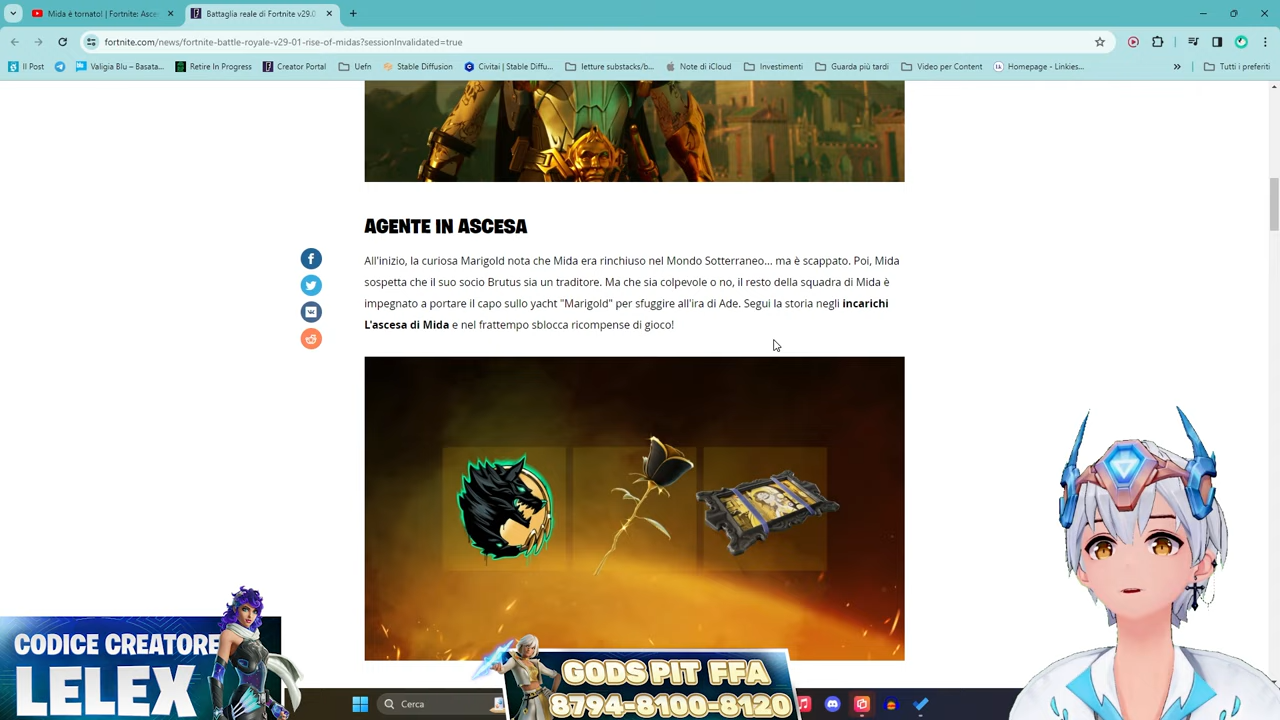 Mida è tornato! | Fortnite: Asce
Battaglia reale di Fortnite v29.0
fortnite.com/news/fortnite-battle-royale-v29-01-rise-of-midas?sessionInvalidated=true
Il Post
Valigia Blu – Basata...
Retire In Progress
Creator Portal
Uefn
Stable Diffusion
Civitai | Stable Diffu...
letture substacks/b...
Note di iCloud
Investimenti
Guarda più tardi
Video per Content
Homepage - Linkies...
»
Tutti i preferiti
AGENTE IN ASCESA
All'inizio, la curiosa Marigold nota che Mida era rinchiuso nel Mondo Sotterraneo... ma è scappato. Poi, Mida
sospetta che il suo socio Brutus sia un traditore. Ma che sia colpevole o no, il resto della squadra di Mida è
impegnato a portare il capo sullo yacht "Marigold" per sfuggire all'ira di Ade. Segui la storia negli incarichi
L'ascesa di Mida e nel frattempo sblocca ricompense di gioco!
CODICE CREATORE
LELEX
GODS PIT FFA
8794-8100-8120
Cerca